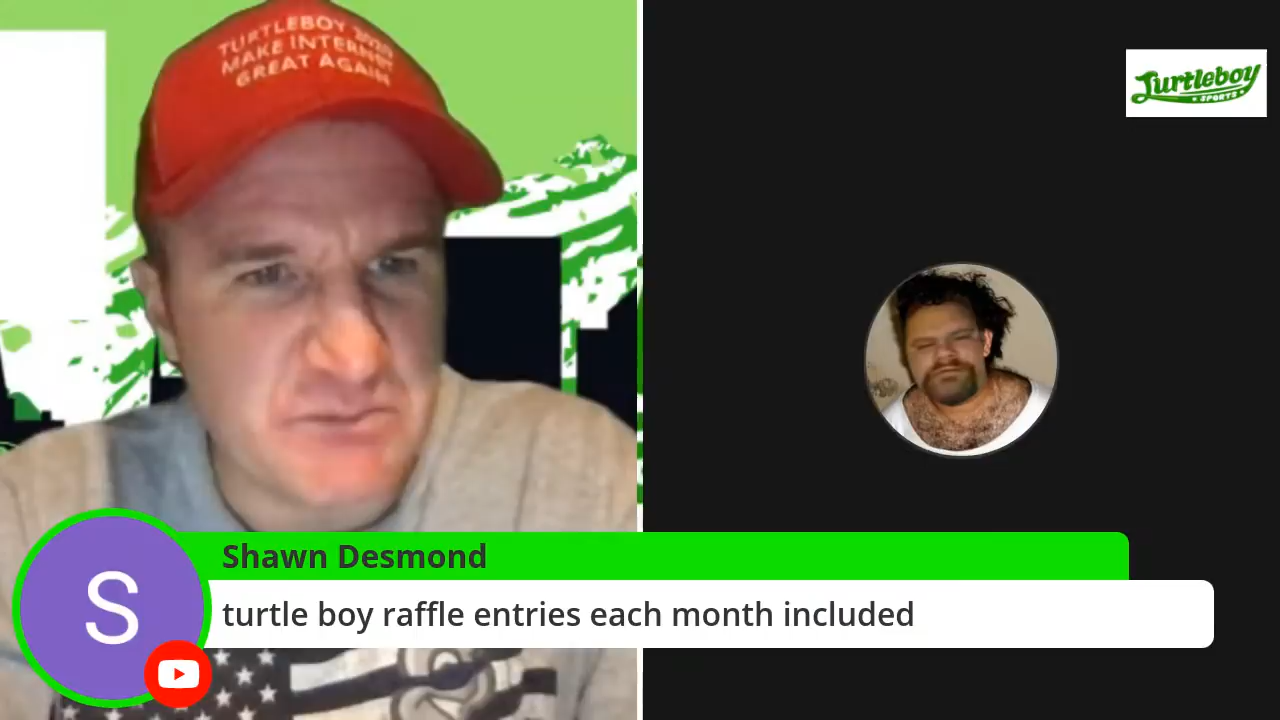 TURTLEBOY 2020
MAKE INTERNET
GREAT AGAIN
Turtleboy
SPORTS
Shawn Desmond
S
turtle boy raffle entries each month included